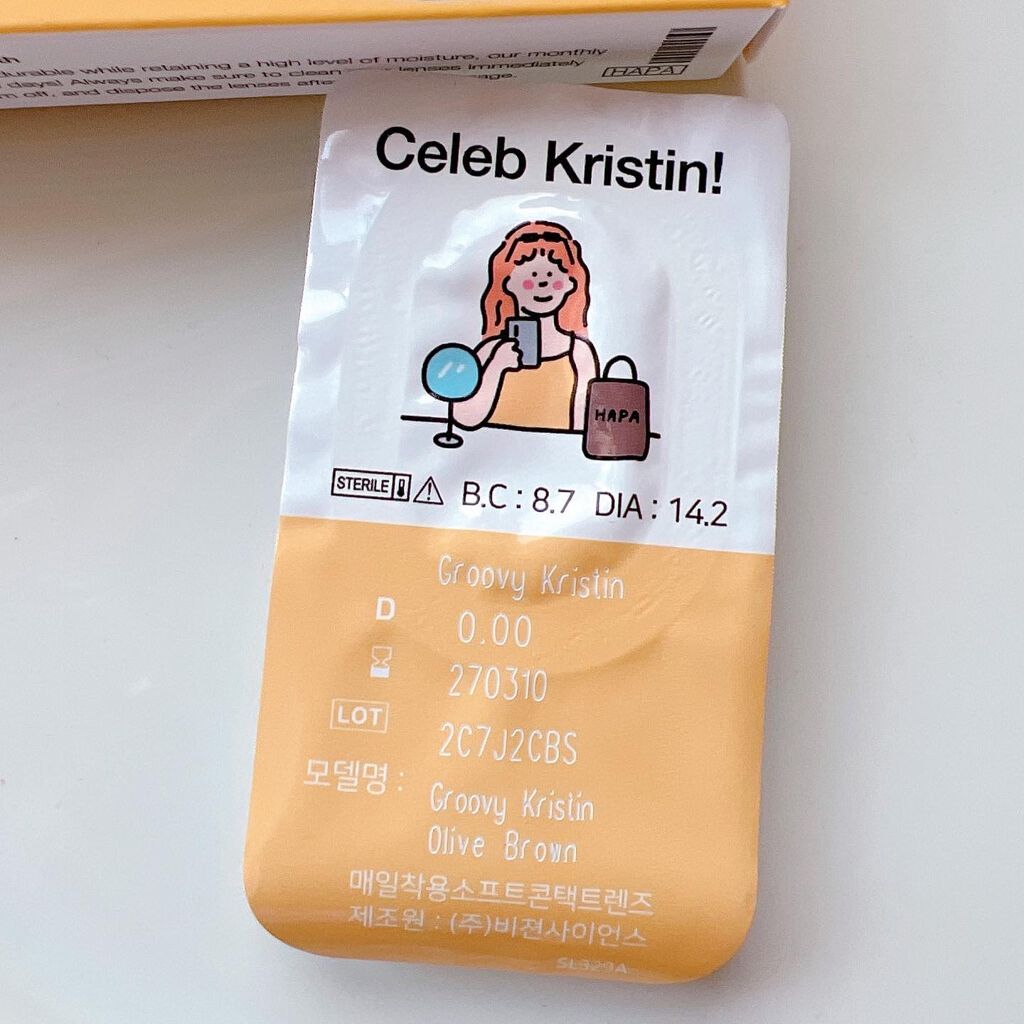 th
durable while retaining a high level of moisture, our monthly
days! Always make sure to clean your lenses immediately
off, and dispose the lenses
HAPA
Celeb Kristin!
HAPA
STERILE B.C : 8.7 DIA : 14.2
Groovy Kristin
D 0.00
270310
LOT 2C7J2CBS
모델명 : Groovy Kristin
Olive Brown
매일착용소프트콘택트렌즈
제조원 : (주)비젼사이언스